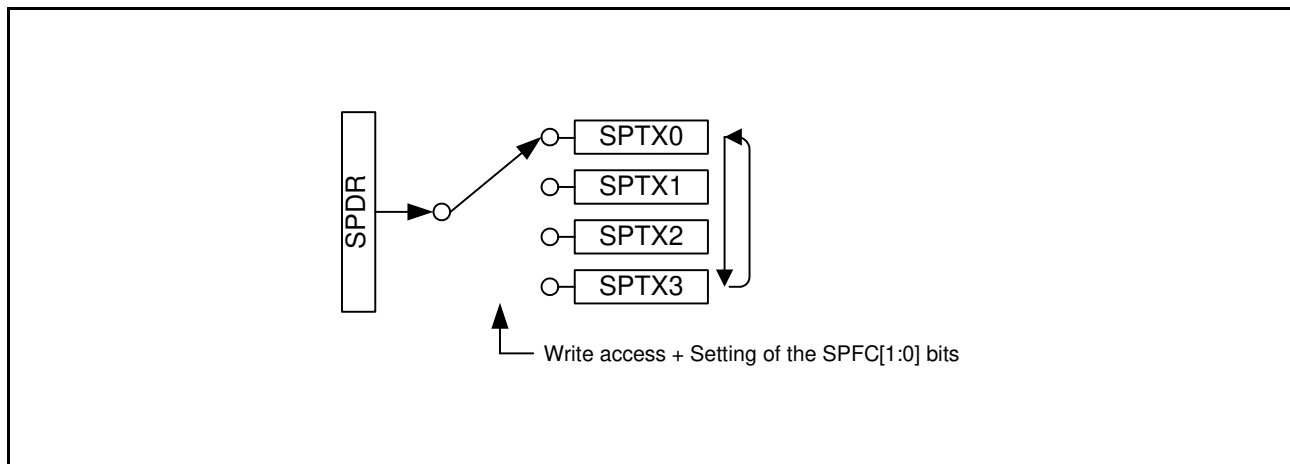 SPDR
SPTX0
SPTX1
SPTX2
SPTX3
Write access + Setting of the SPFC[1:0] bits